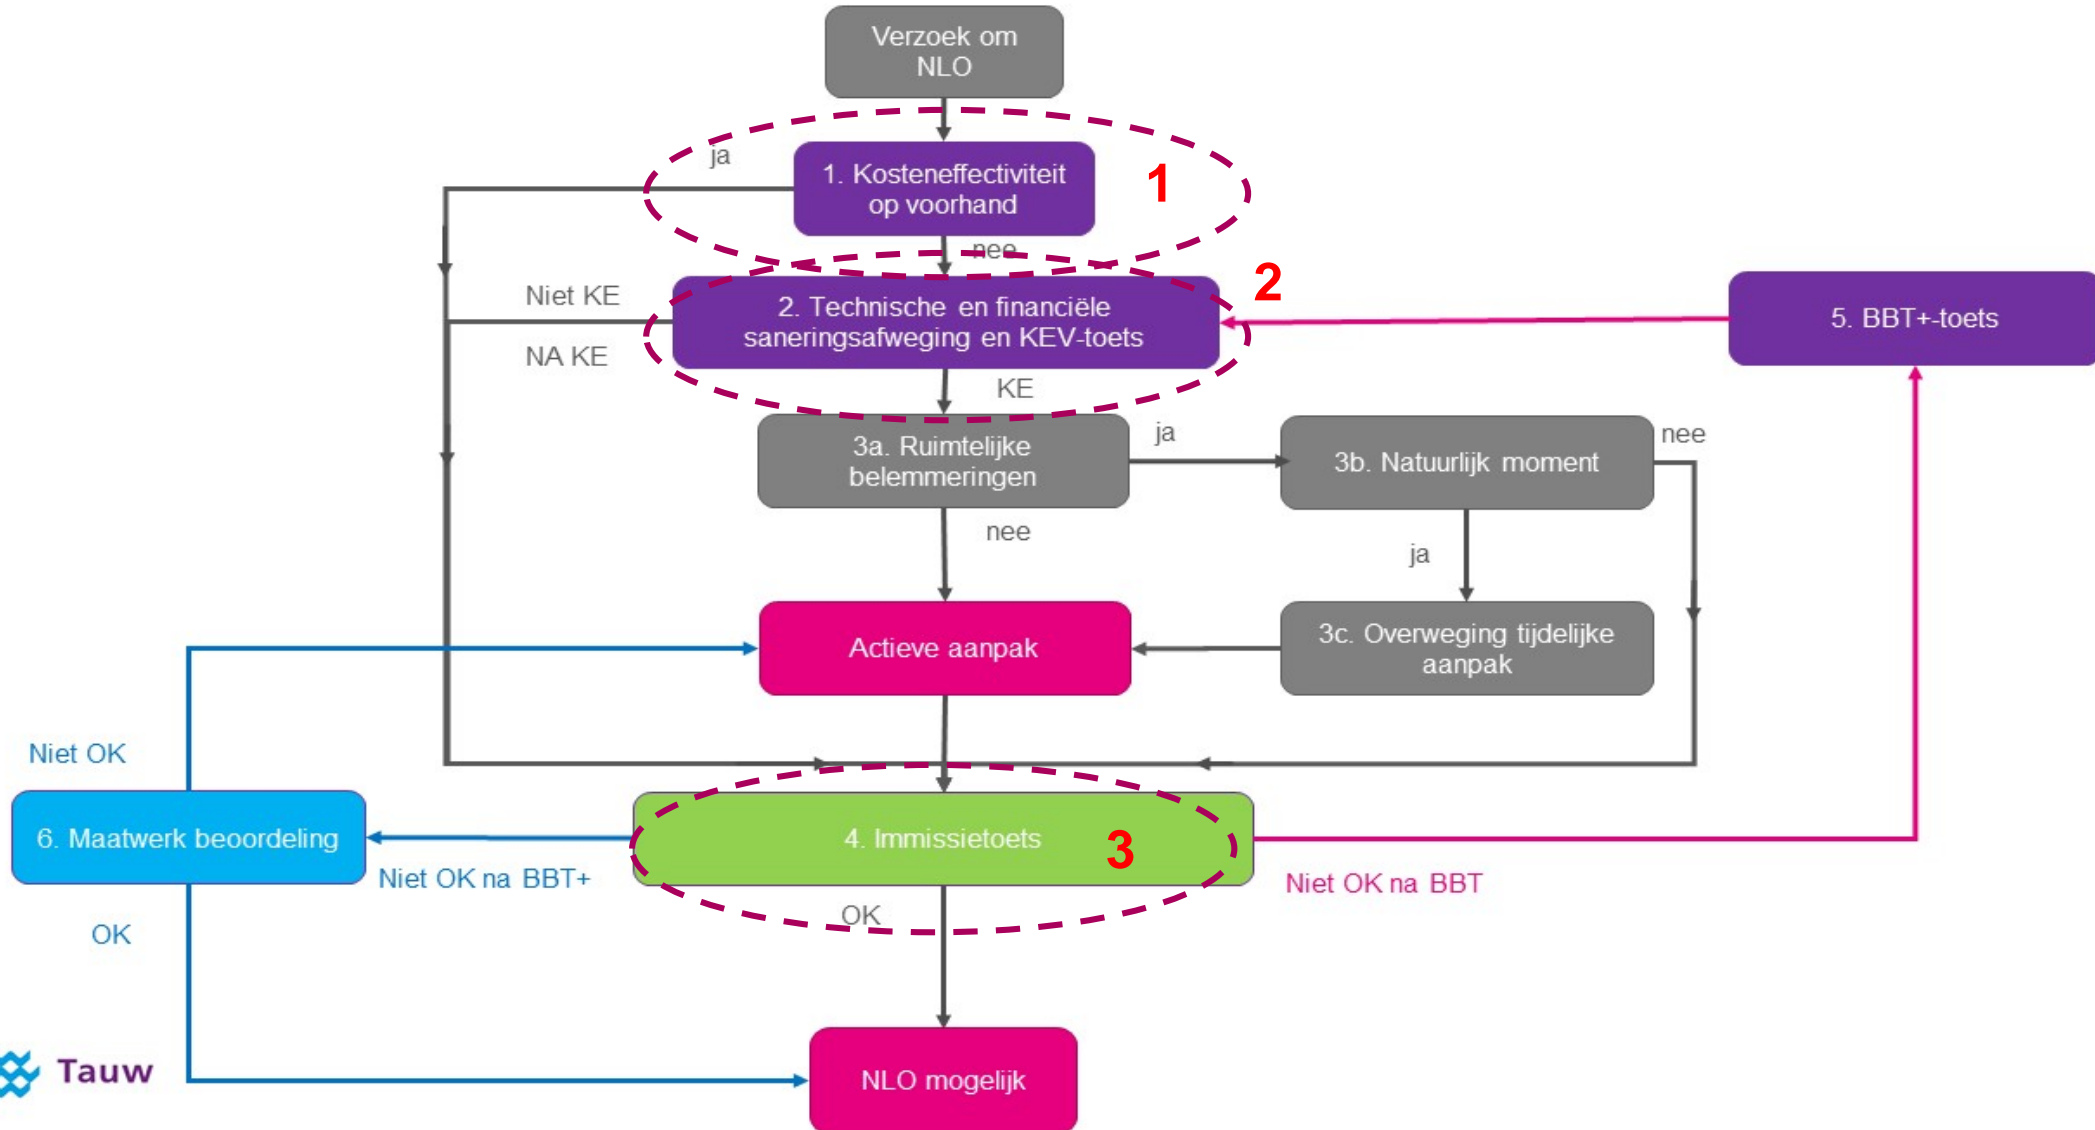 Verzoek om
NLO
ja
1. Kosteneffectiviteit
op voorhand
1
nee
Niet KE
2. Technische en financiële
saneringsafweging en KEV-toets
2
5. BBT+-toets
NA KE
KE
3a. Ruimtelijke
belemmeringen
ja
3b. Natuurlijk moment
nee
nee
ja
Actieve aanpak
3c. Overweging tijdelijke
aanpak
Niet OK
6. Maatwerk beoordeling
4. Immissietoets
3
Niet OK na BBT+
Niet OK na BBT
OK
OK
Tauw
NLO mogelijk